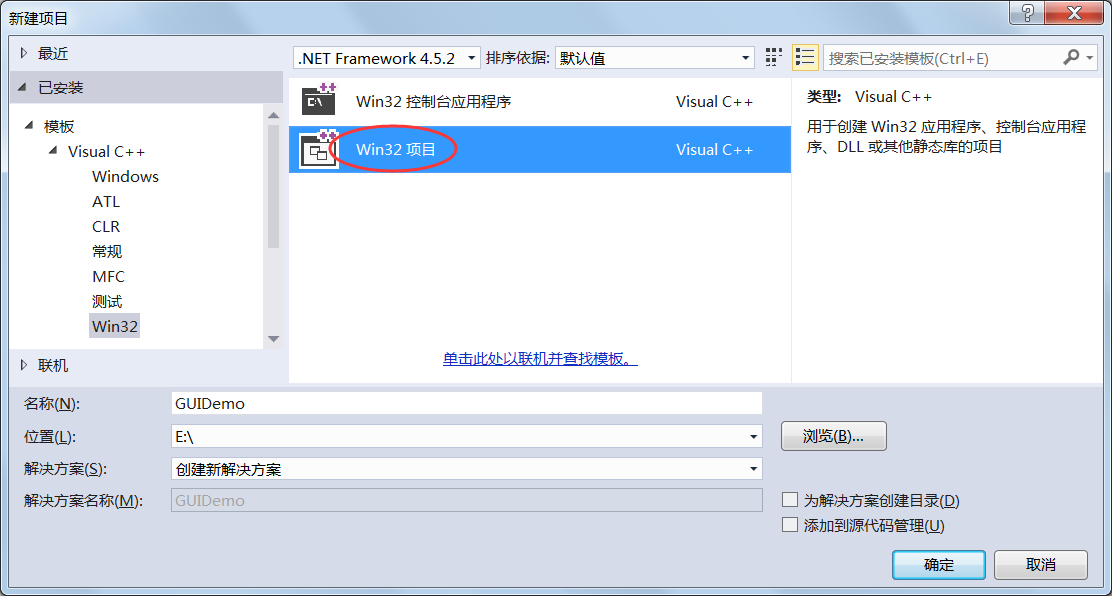 新建项目
最近
.NET Framework 4.5.2 排序依据: 默认值 搜索已安装模板(Ctrl+E)
已安装
模板
Visual C++
Windows
ATL
CLR
常规
MFC
测试
Win32
联机
Win32 控制台应用程序 Visual C++
Win32 项目 Visual C++
单击此处以联机并查找模板。
类型: Visual C++
用于创建 Win32 应用程序、控制台应用程
序、DLL 或其他静态库的项目
名称(N): GUIDemo
位置(L): E:\ 浏览(B)...
解决方案(S): 创建新解决方案
解决方案名称(M): GUIDemo
为解决方案创建目录(D)
添加到源代码管理(U)
确定 取消